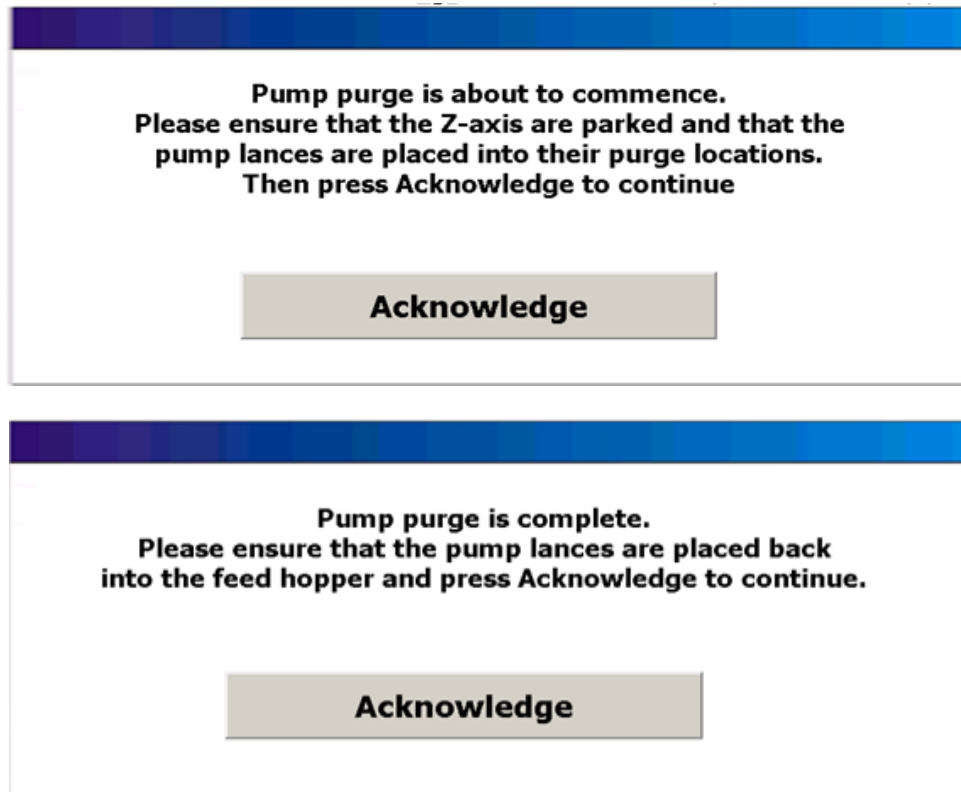 Pump purge is about to commence.
Please ensure that the Z-axis are parked and that the
pump lances are placed into their purge locations.
Then press Acknowledge to continue
Acknowledge
Pump purge is complete.
Please ensure that the pump lances are placed back
into the feed hopper and press Acknowledge to continue.
Acknowledge